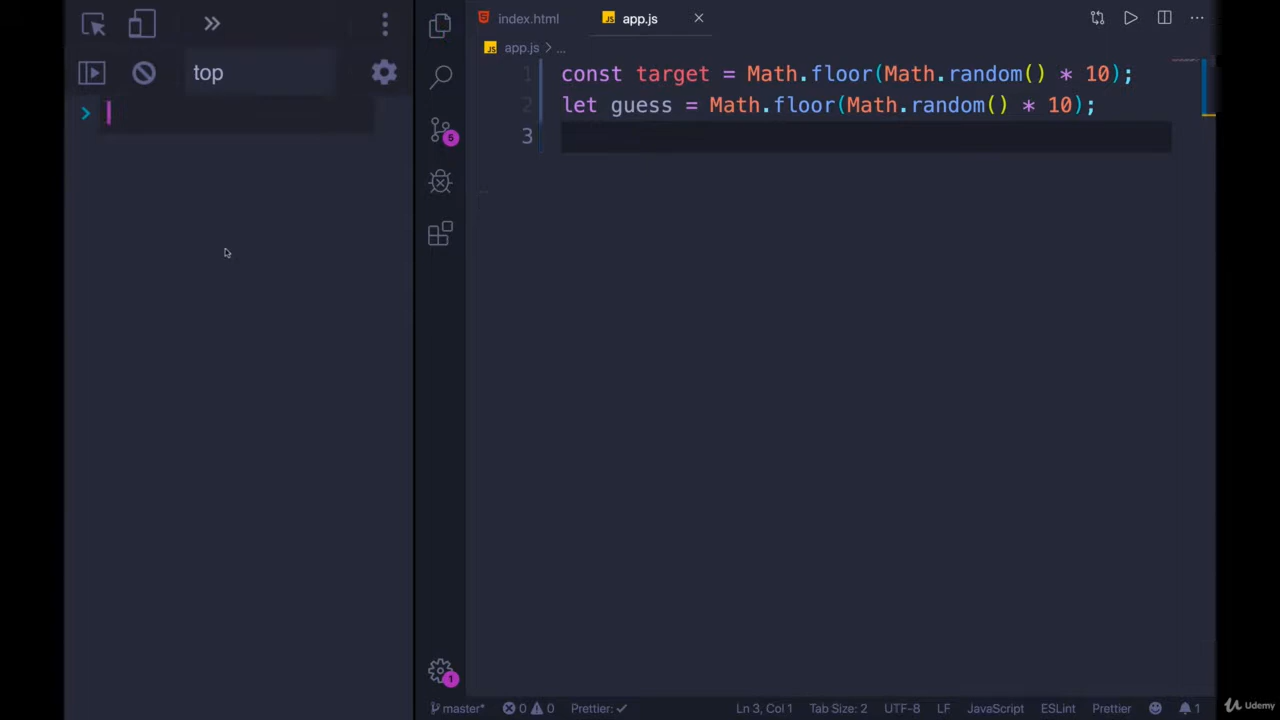 top
index.html
app.js
app.js > ...
1 const target = Math.floor(Math.random() * 10);
2 let guess = Math.floor(Math.random() * 10);
3
5
1
master*
0 0
Prettier:
Ln 3, Col 1
Tab Size: 2
UTF-8
LF
JavaScript
ESLint
Prettier
1
Udemy